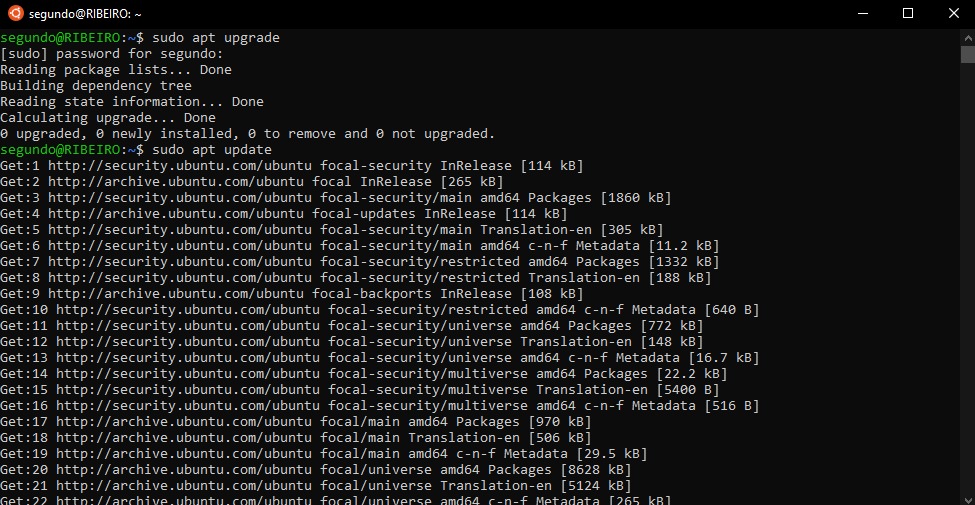 segundo@RIBEIRO: ~
segundo@RIBEIRO:~$ sudo apt upgrade
[sudo] password for segundo:
Reading package lists... Done
Building dependency tree
Reading state information... Done
Calculating upgrade... Done
0 upgraded, 0 newly installed, 0 to remove and 0 not upgraded.
segundo@RIBEIRO:~$ sudo apt update
Get:1 http://security.ubuntu.com/ubuntu focal-security InRelease [114 kB]
Get:2 http://archive.ubuntu.com/ubuntu focal InRelease [265 kB]
Get:3 http://security.ubuntu.com/ubuntu focal-security/main amd64 Packages [1860 kB]
Get:4 http://archive.ubuntu.com/ubuntu focal-updates InRelease [114 kB]
Get:5 http://security.ubuntu.com/ubuntu focal-security/main Translation-en [305 kB]
Get:6 http://security.ubuntu.com/ubuntu focal-security/main amd64 c-n-f Metadata [11.2 kB]
Get:7 http://security.ubuntu.com/ubuntu focal-security/restricted amd64 Packages [1332 kB]
Get:8 http://security.ubuntu.com/ubuntu focal-security/restricted Translation-en [188 kB]
Get:9 http://archive.ubuntu.com/ubuntu focal-backports InRelease [108 kB]
Get:10 http://security.ubuntu.com/ubuntu focal-security/restricted amd64 c-n-f Metadata [640 B]
Get:11 http://security.ubuntu.com/ubuntu focal-security/universe amd64 Packages [772 kB]
Get:12 http://security.ubuntu.com/ubuntu focal-security/universe Translation-en [148 kB]
Get:13 http://security.ubuntu.com/ubuntu focal-security/universe amd64 c-n-f Metadata [16.7 kB]
Get:14 http://security.ubuntu.com/ubuntu focal-security/multiverse amd64 Packages [22.2 kB]
Get:15 http://security.ubuntu.com/ubuntu focal-security/multiverse Translation-en [5400 B]
Get:16 http://security.ubuntu.com/ubuntu focal-security/multiverse amd64 c-n-f Metadata [516 B]
Get:17 http://archive.ubuntu.com/ubuntu focal/main amd64 Packages [970 kB]
Get:18 http://archive.ubuntu.com/ubuntu focal/main Translation-en [506 kB]
Get:19 http://archive.ubuntu.com/ubuntu focal/main amd64 c-n-f Metadata [29.5 kB]
Get:20 http://archive.ubuntu.com/ubuntu focal/universe amd64 Packages [8628 kB]
Get:21 http://archive.ubuntu.com/ubuntu focal/universe Translation-en [5124 kB]
Get:22 http://archive.ubuntu.com/ubuntu focal/universe amd64 c-n-f Metadata [265 kB]